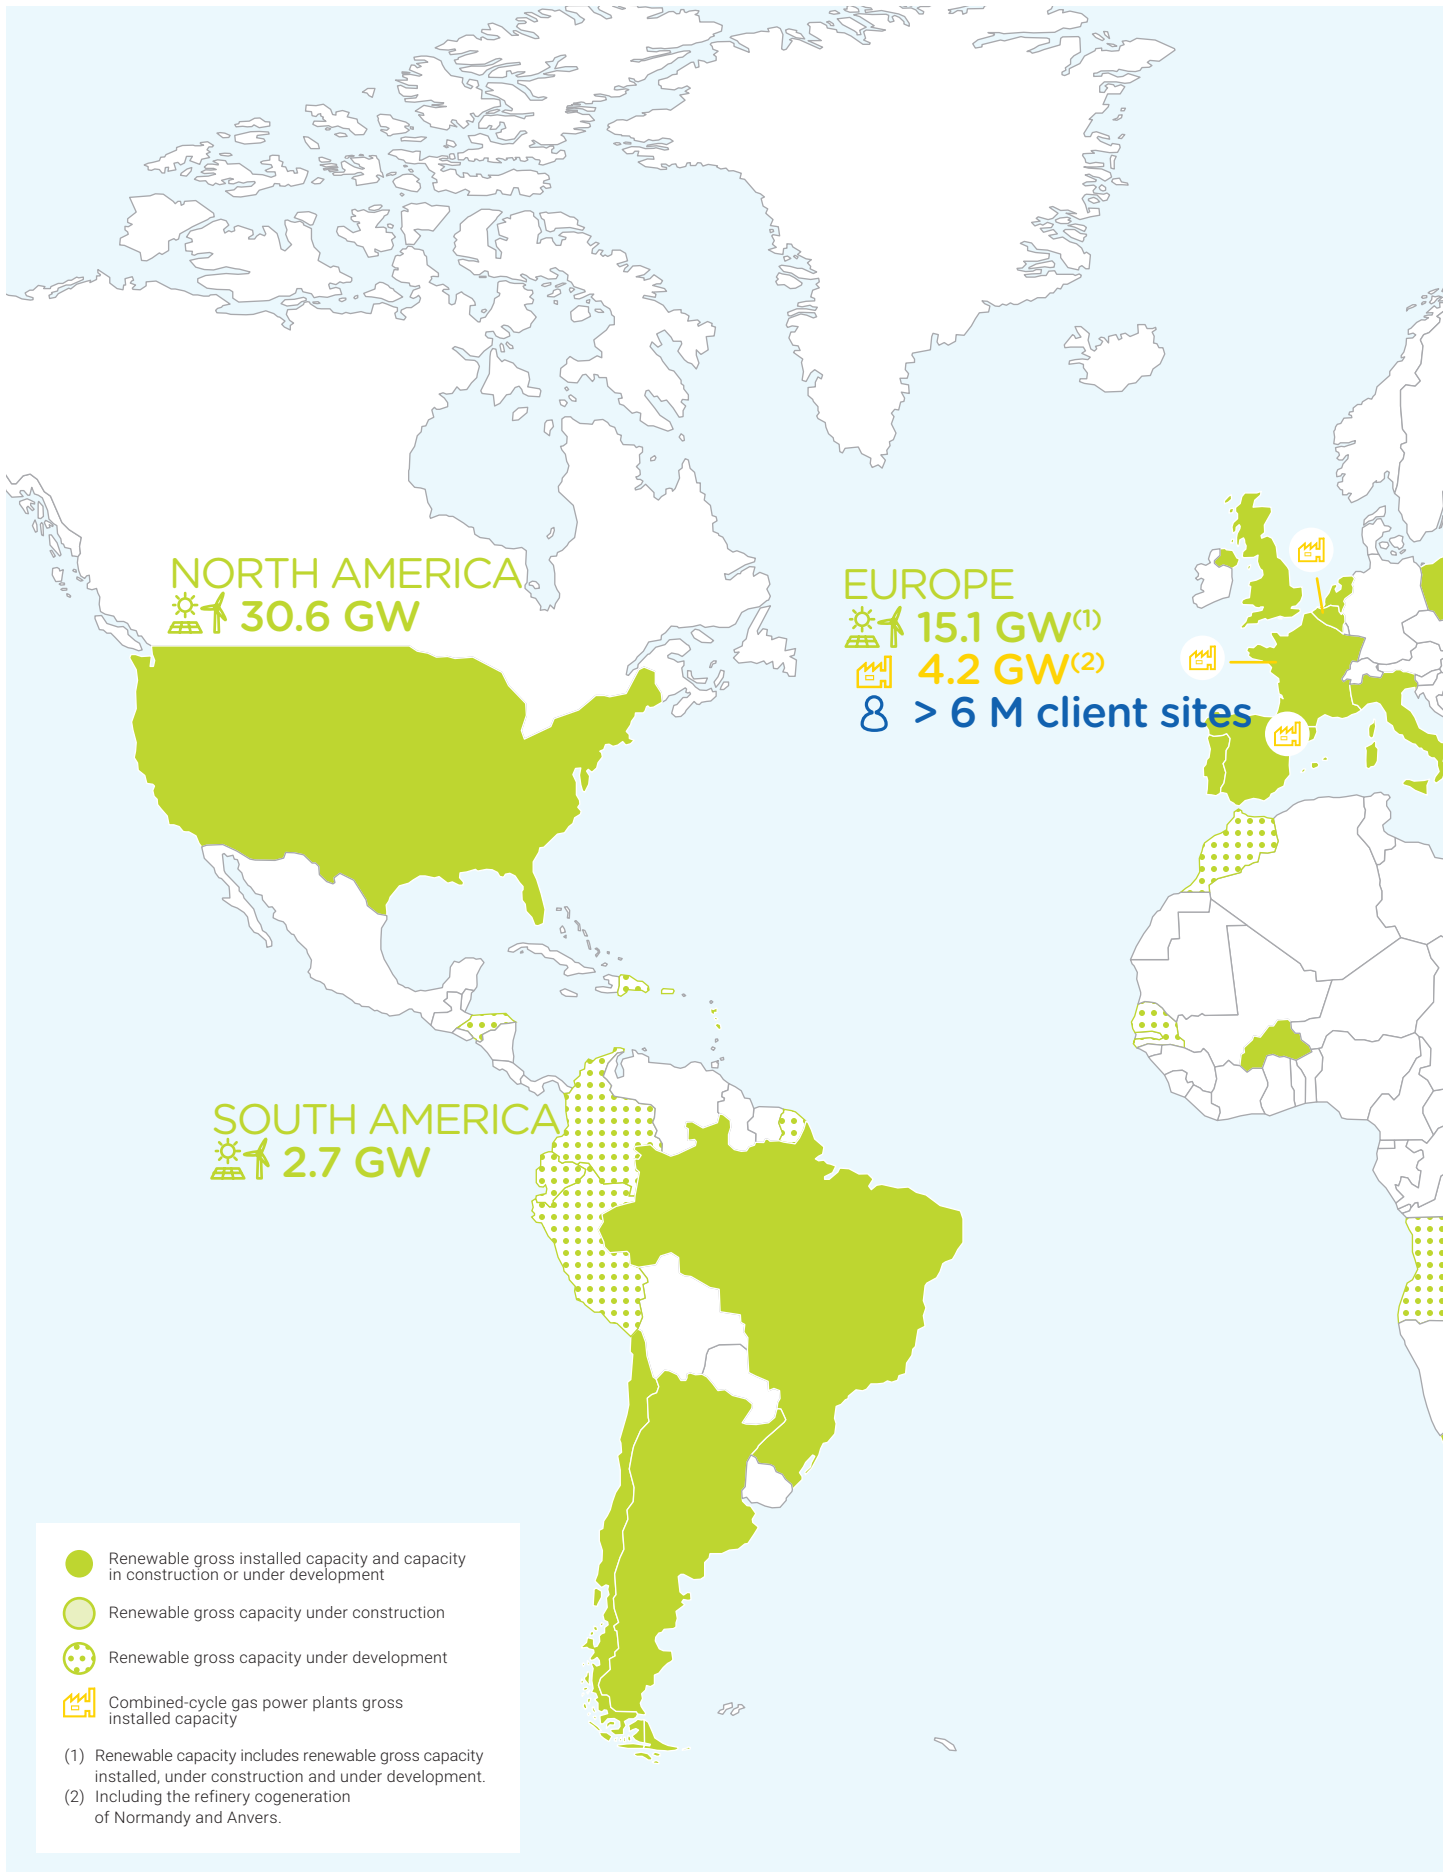 NORTH AMERICA
30.6 GW
EUROPE
15.1 GW(1)
4.2 GW(2)
> 6 M client sites
SOUTH AMERICA
2.7 GW
Renewable gross installed capacity and capacity
in construction or under development
Renewable gross capacity under construction
Renewable gross capacity under development
Combined-cycle gas power plants gross
installed capacity
(1) Renewable capacity includes renewable gross capacity
installed, under construction and under development.
(2) Including the refinery cogeneration
of Normandy and Anvers.